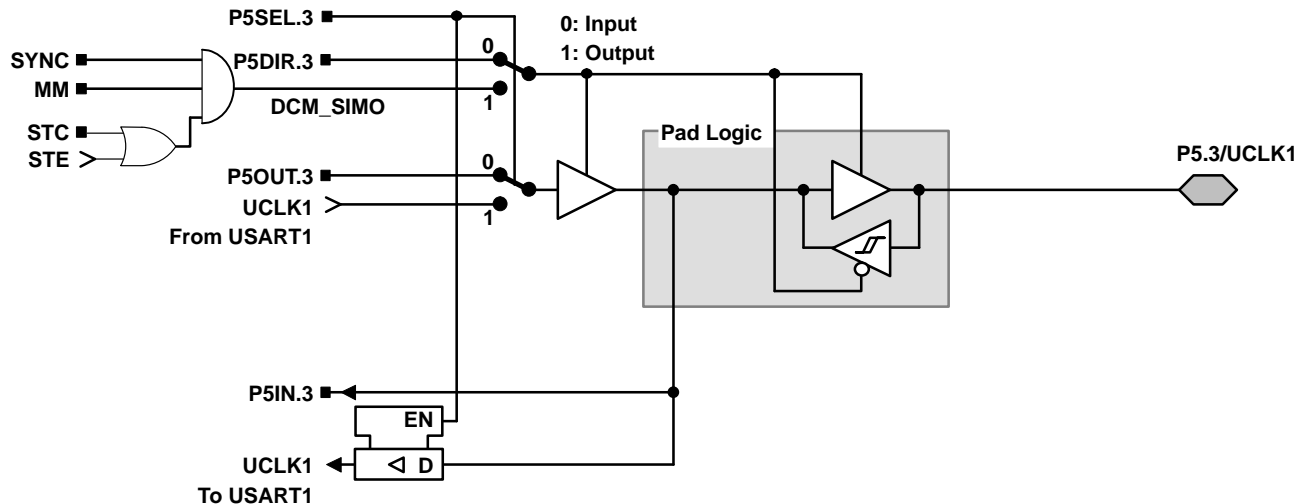 P5SEL.3
0: Input
1: Output
SYNC
P5DIR.3
0
MM
DCM_SIMO
1
STC
STE
Pad Logic
P5.3/UCLK1
P5OUT.3
0
UCLK1
1
From USART1
P5IN.3
EN
UCLK1
D
To USART1